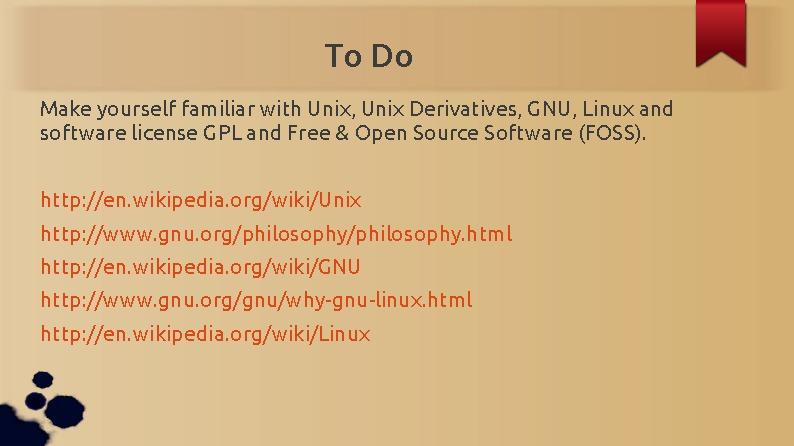 To Do
Make yourself familiar with Unix, Unix Derivatives, GNU, Linux and
software license GPL and Free & Open Source Software (FOSS).
http://en.wikipedia.org/wiki/Unix
http://www.gnu.org/philosophy/philosophy.html
http://en.wikipedia.org/wiki/GNU
http://www.gnu.org/gnu/why-gnu-linux.html
http://en.wikipedia.org/wiki/Linux